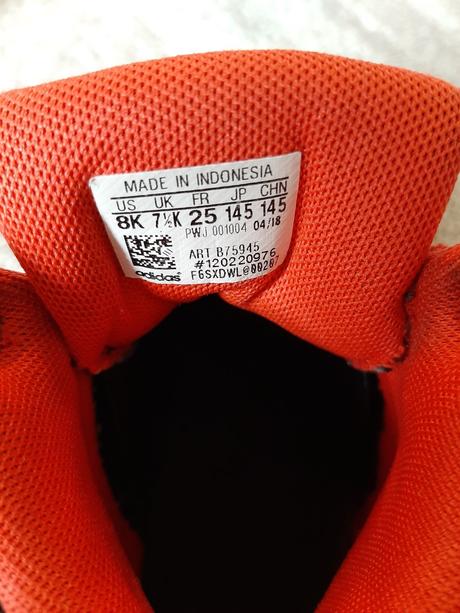 MADE IN INDONESIA
US UK FR JP CHN
8K 7½K 25 145 145
PWJ 001004 04/18
ART B75945
#120220976
adidas F6SXDWL@00207